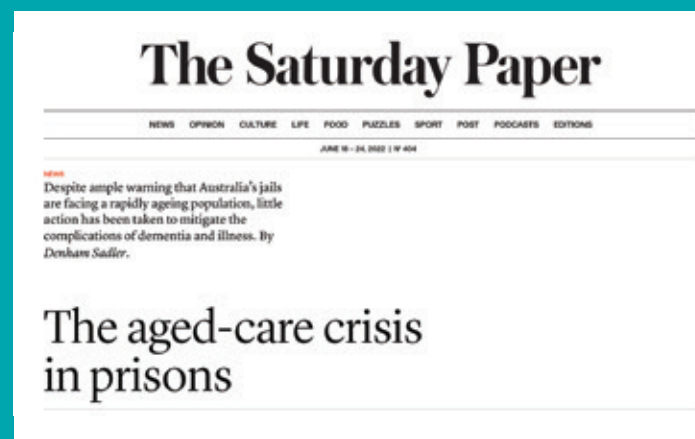 The Saturday Paper
NEWS OPINION CULTURE LIFE FOOD PUZZLES SPORT POST PODCASTS EDITIONS
JUNE 18 – 24, 2022 | Nº 404
NEWS
Despite ample warning that Australia's jails
are facing a rapidly ageing population, little
action has been taken to mitigate the
complications of dementia and illness. By
Denham Sadler.
The aged-care crisis
in prisons